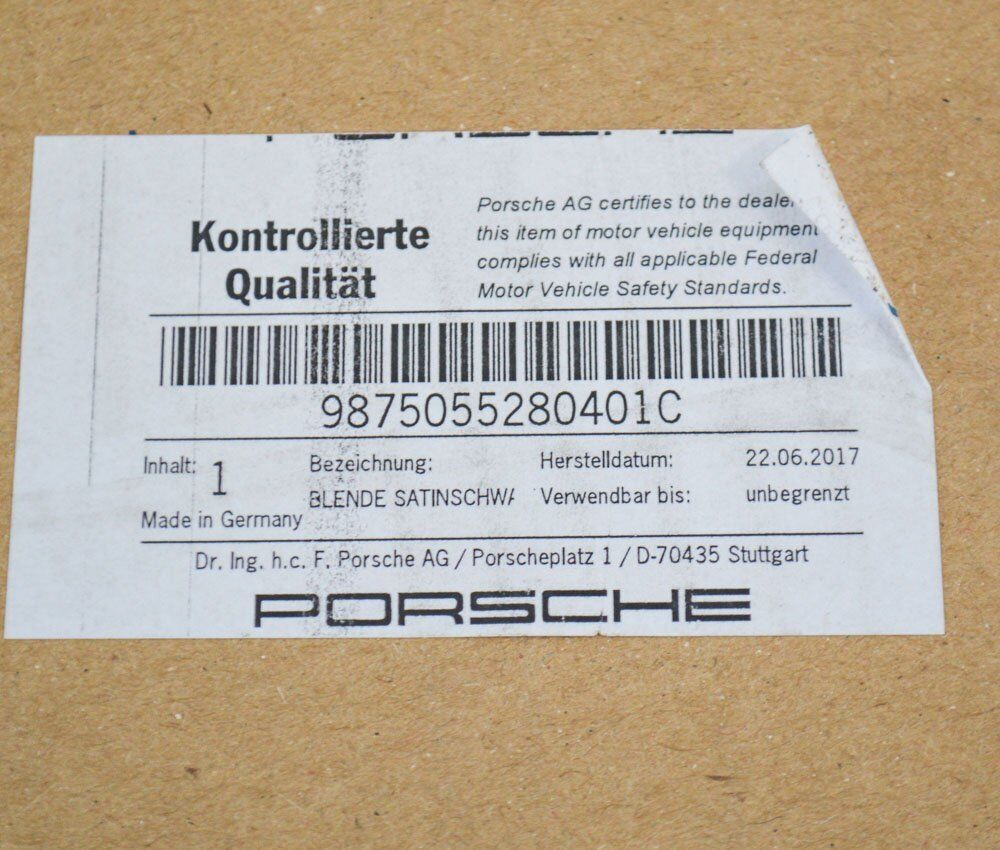 Kontrollierte
Qualität
Porsche AG certifies to the
this item of motor vehicle equipment
complies with all applicable Federal
Motor Vehicle Safety Standards.
9875055280401C
Inhalt: 1
Bezeichnung:
BLENDE SATINSCHWA
Made in Germany
Herstelldatum: 22.06.2017
Verwendbar bis: unbegrenzt
Dr. Ing. h.c. F. Porsche AG / Porscheplatz 1 / D-70435 Stuttgart
PORSCHE